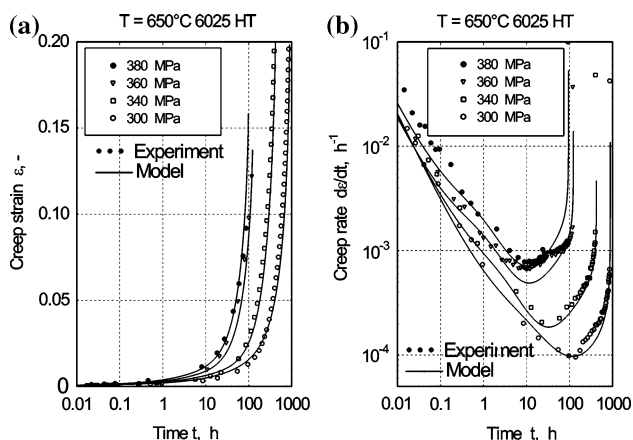 (a)
T = 650°C 6025 HT
Creep strain ε, -
0.20
0.15
0.10
0.05
0
380 MPa
360 MPa
340 MPa
300 MPa
Experiment
Model
0.01 0.1 1 10 100 1000
Time t, h
(b)
T = 650°C 6025 HT
Creep rate dε/dt, h⁻¹
10⁻¹
10⁻²
10⁻³
10⁻⁴
380 MPa
360 MPa
340 MPa
300 MPa
Experiment
Model
0.01 0.1 1 10 100 1000
Time t, h